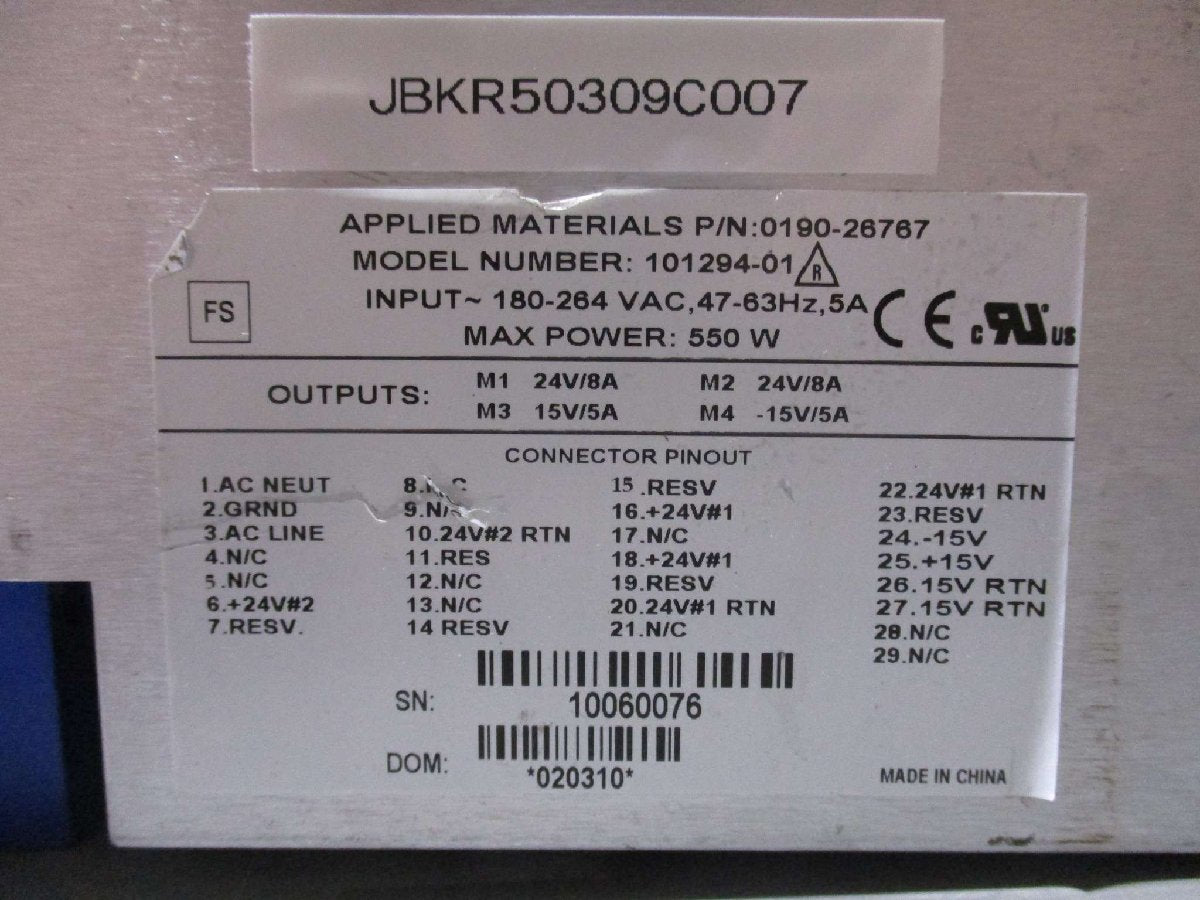 JBKR50309C007
APPLIED MATERIALS P/N:0190-26767
MODEL NUMBER: 101294-01 R
FS
INPUT~ 180-264 VAC,47-63Hz,5A
CE
c RU US
MAX POWER: 550 W
OUTPUTS:
M1 24V/8A M2 24V/8A
M3 15V/5A M4 -15V/5A
CONNECTOR PINOUT
1.AC NEUT
2.GRND
3.AC LINE
4.N/C
5.N/C
6.+24V#2
7.RESV.
8.N/C
9.N/C
10.24V#2 RTN
11.RES
12.N/C
13.N/C
14 RESV
15.RESV
16.+24V#1
17.N/C
18.+24V#1
19.RESV
20.24V#1 RTN
21.N/C
22.24V#1 RTN
23.RESV
24.-15V
25.+15V
26.15V RTN
27.15V RTN
28.N/C
29.N/C
SN: 10060076
DOM: *020310*
MADE IN CHINA